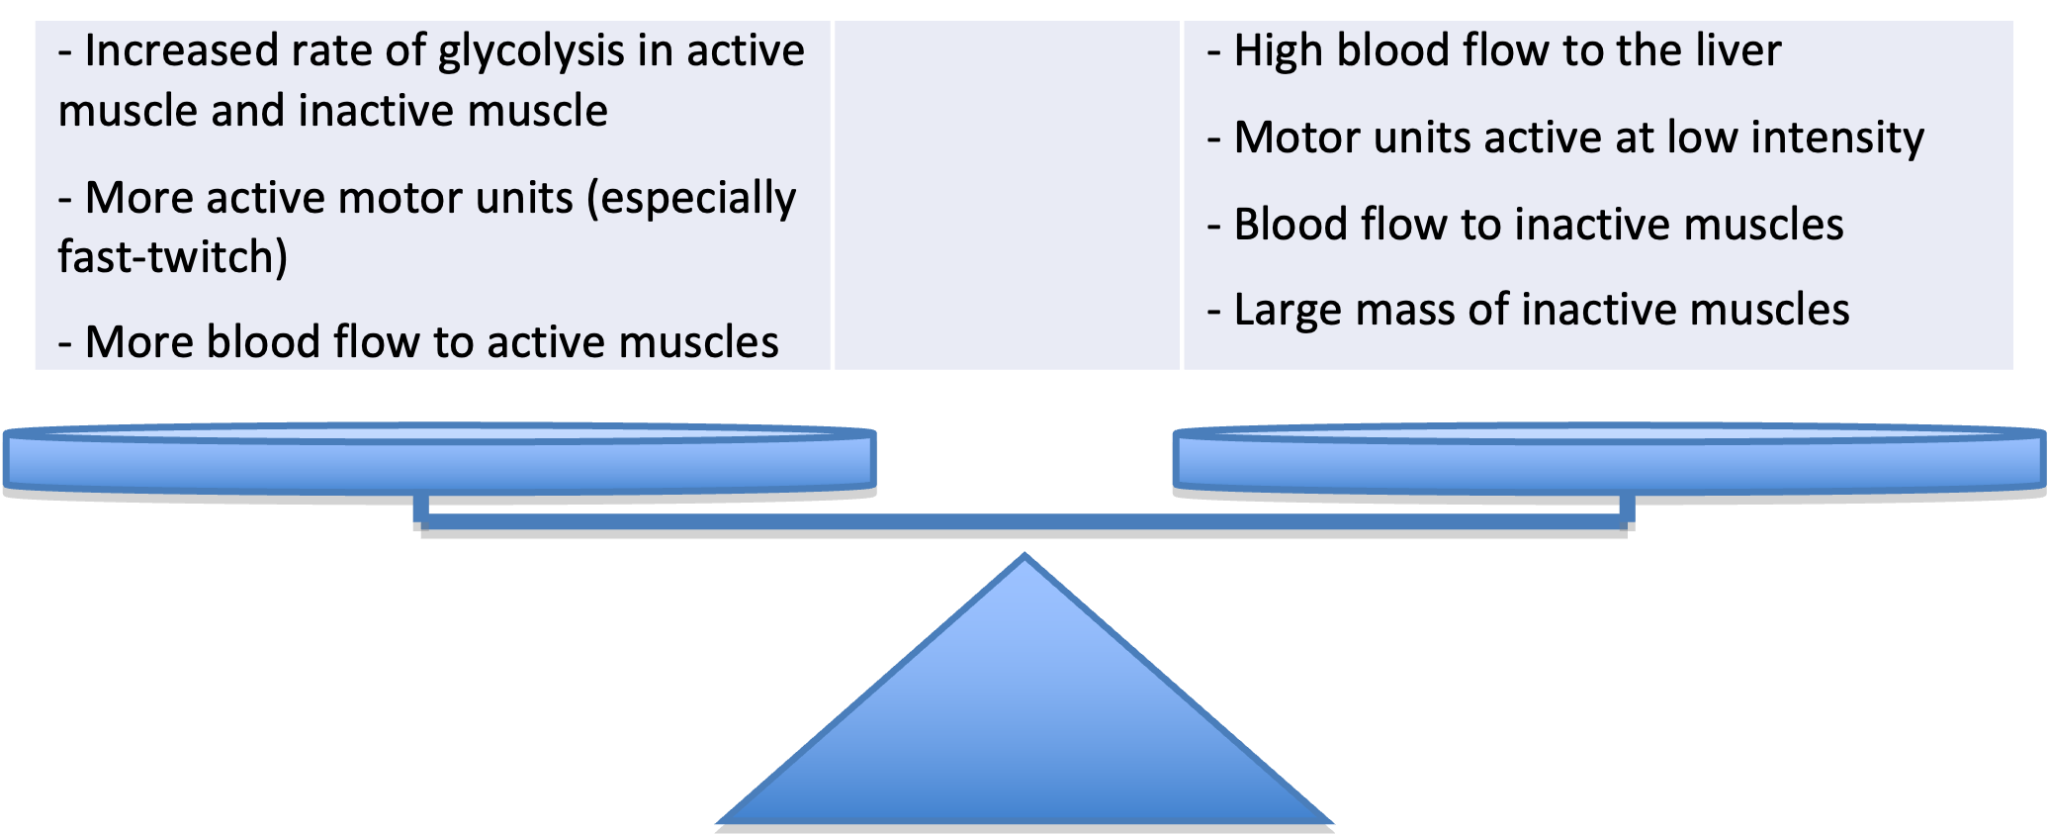 - Increased rate of glycolysis in active
muscle and inactive muscle
- More active motor units (especially
fast-twitch)
- More blood flow to active muscles
- High blood flow to the liver
- Motor units active at low intensity
- Blood flow to inactive muscles
- Large mass of inactive muscles